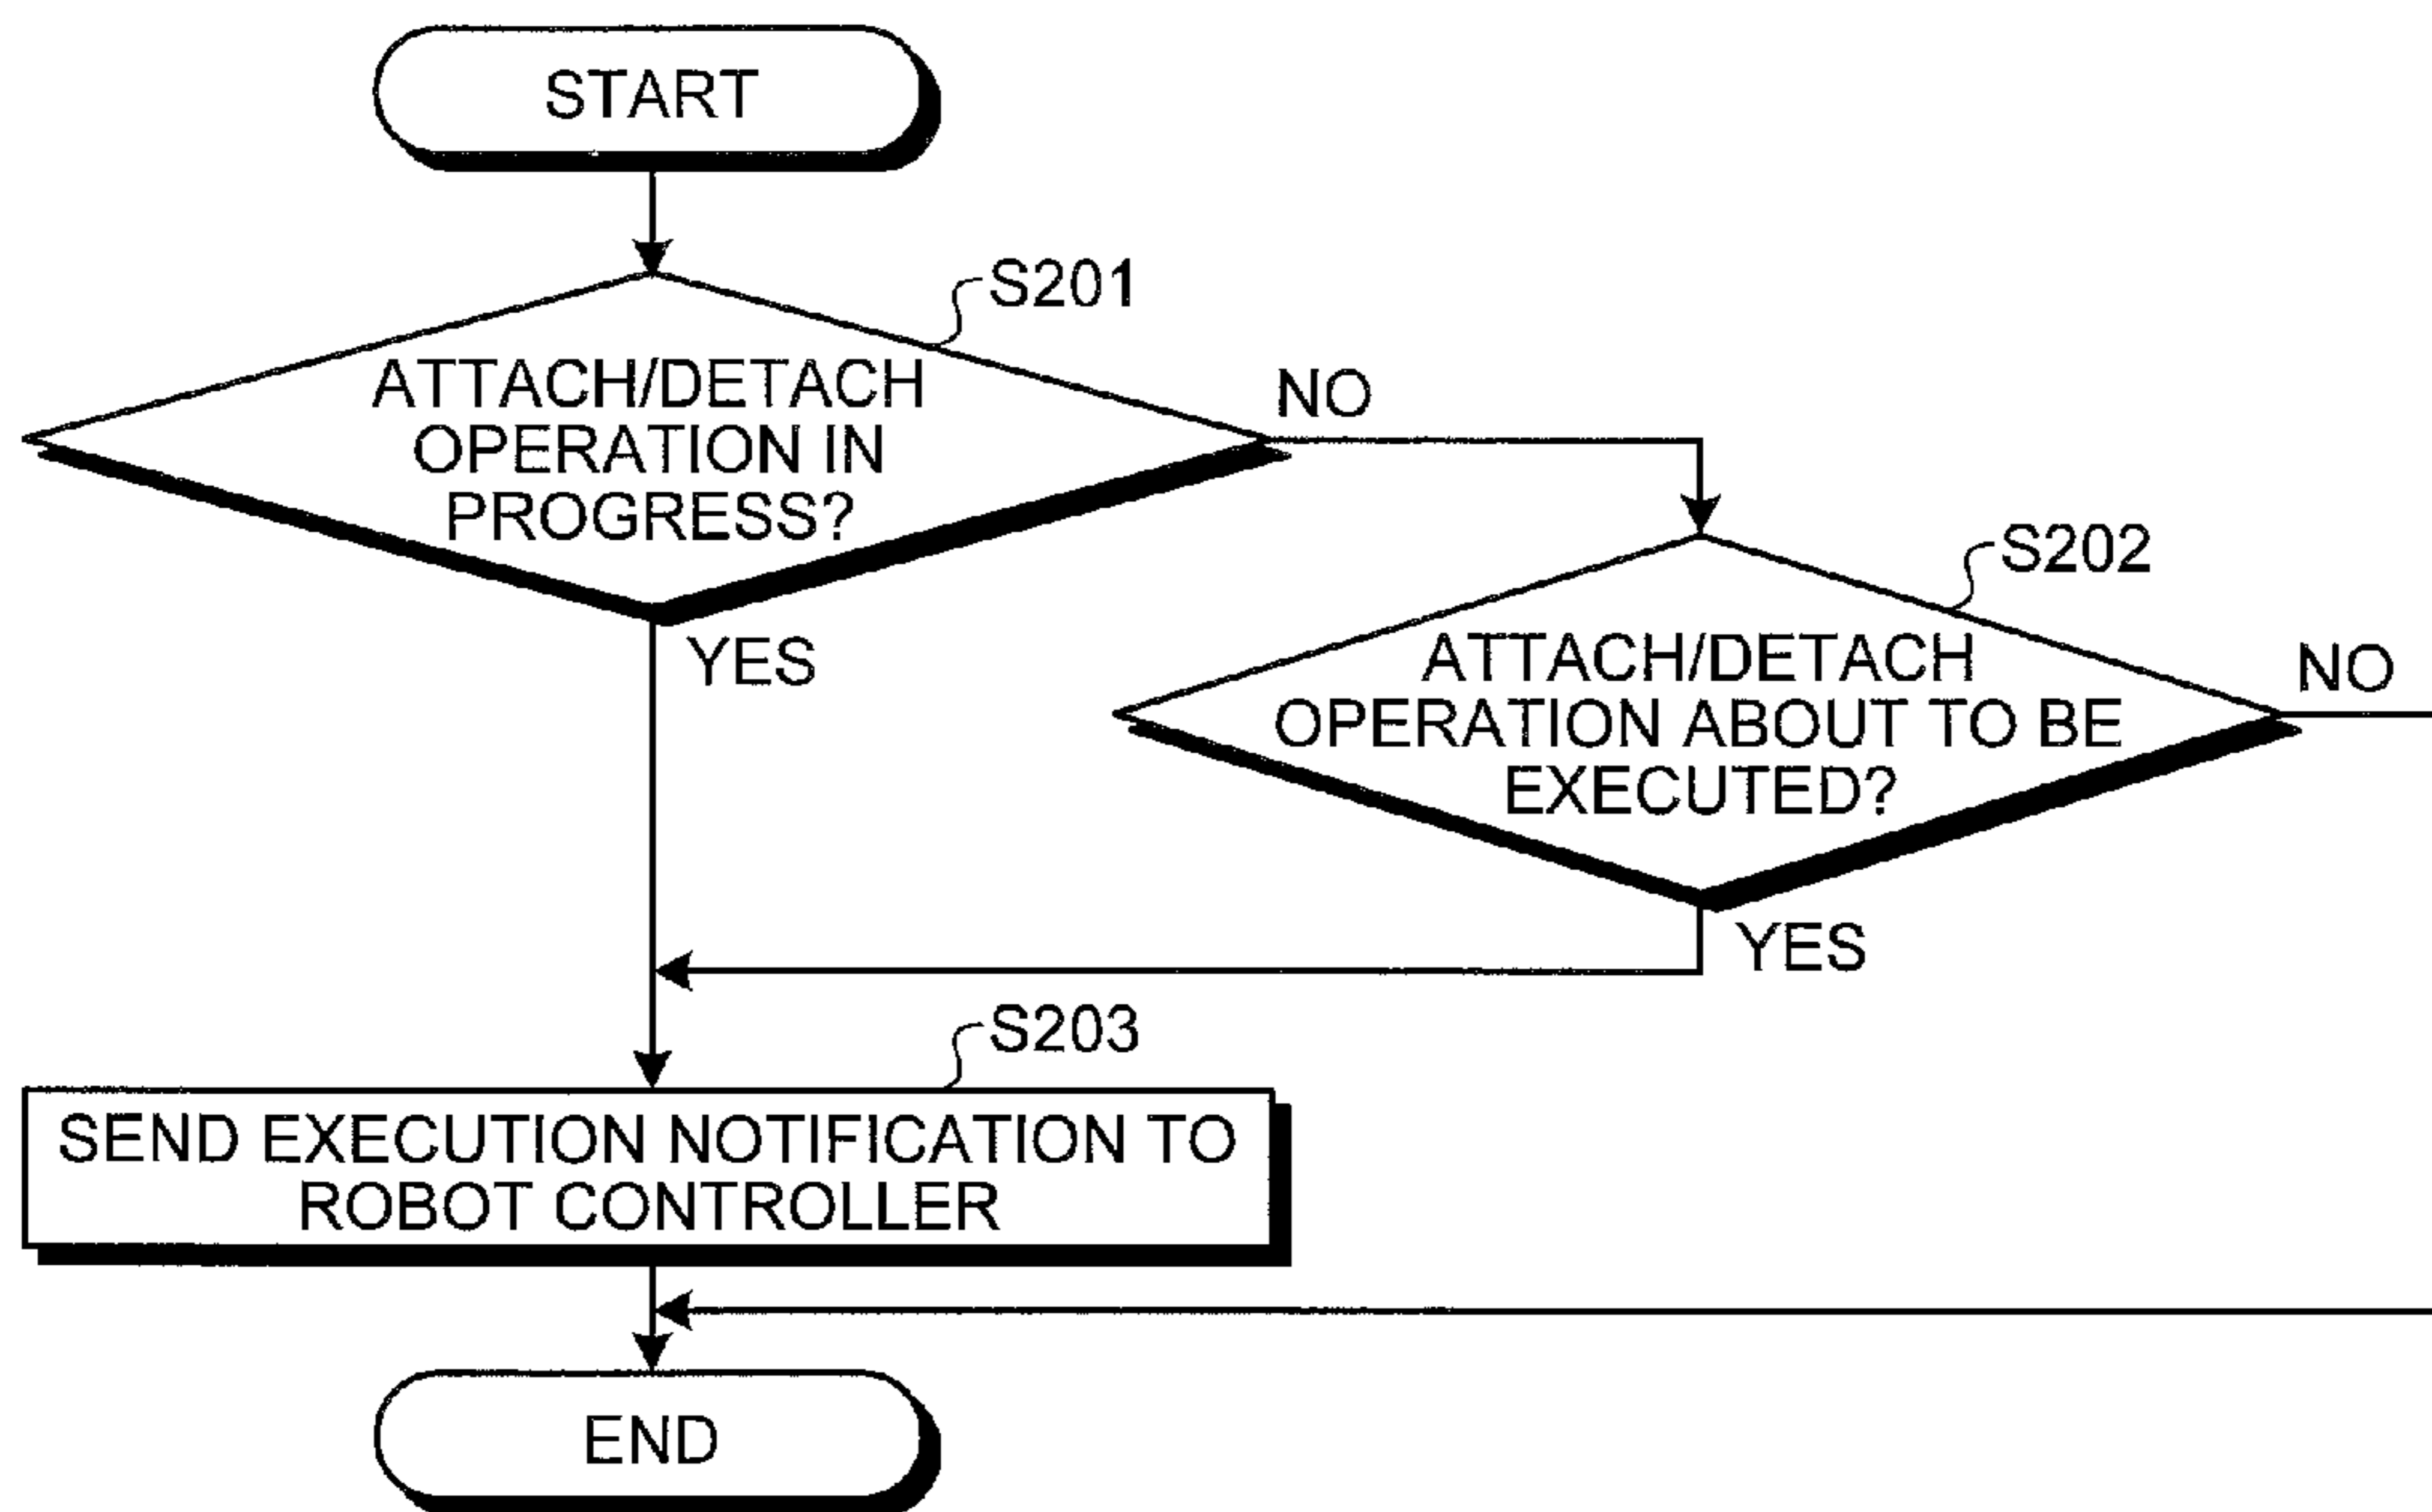 START
S201
ATTACH/DETACH
OPERATION IN
PROGRESS?
NO
YES
S202
ATTACH/DETACH
OPERATION ABOUT TO BE
EXECUTED?
NO
YES
S203
SEND EXECUTION NOTIFICATION TO
ROBOT CONTROLLER
END